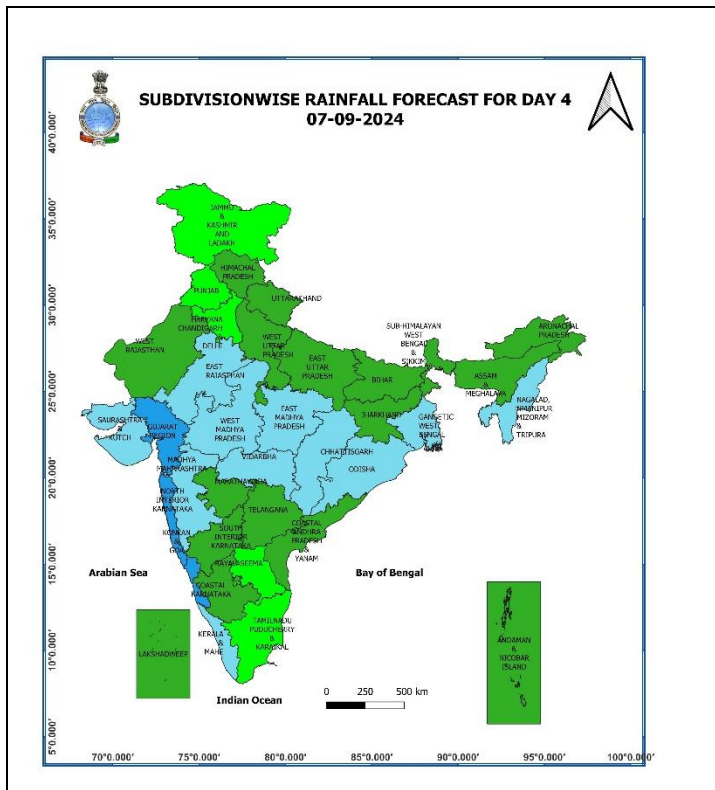 SUBDIVISIONWISE RAINFALL FORECAST FOR DAY 4
07-09-2024
40°0.000'
35°0.000'
30°0.000'
25°0.000'
20°0.000'
15°0.000'
10°0.000'
5°0.000'
JAMMO
&
KASHMIR
AND
LADAKH
HIMACHAL
PRADESH
PUNJAB
UTTARAKHAND
HARYANA
CHANDIGARH
DELHI
WEST
RAJASTHAN
WEST
UTTAR
PRADESH
EAST
UTTAR
PRADESH
SUB-HIMALAYAN
WEST
BENGAL
&
SIKKIM
ARUNACHAL
PRADESH
EAST
RAJASPHAN
BIHAR
ASSAM
&
MEGHALAYA
NAGALAD,
MANIPUR
MIZORAM
&
TRIPURA
SAURASHTRA
&
KUTCH
GUJARAT
REGION
WEST
MADHYA
PRADESH
EAST
MADHYA
PRADESH
JHARKHAND
GANGETIC
WEST
BENGAL
CHHATTISGARH
ODISHA
VIDARBHA
MADHYA
MAHARASHTRA
MARATHAWADA
NORTH
INTERIOR
KARNATAKA
TELANGANA
KONKAN
&
GOA
SOUTH
INTERIOR
KARNATAKA
COASTAL
ANDHRA
PRADESH
&
YANAM
RAYALASEEMA
Arabian Sea
Bay of Bengal
COASTAL
KARNATAKA
TAMILNADU
PUDUCHERRY
&
KARAIKAL
KERALA
&
MAHE
LAKSHADWEEP
ANDAMAN
&
NICOBAR
ISLAND
Indian Ocean
0 250 500 km
70°0.000' 75°0.000' 80°0.000' 85°0.000' 90°0.000' 95°0.000' 100°0.000'